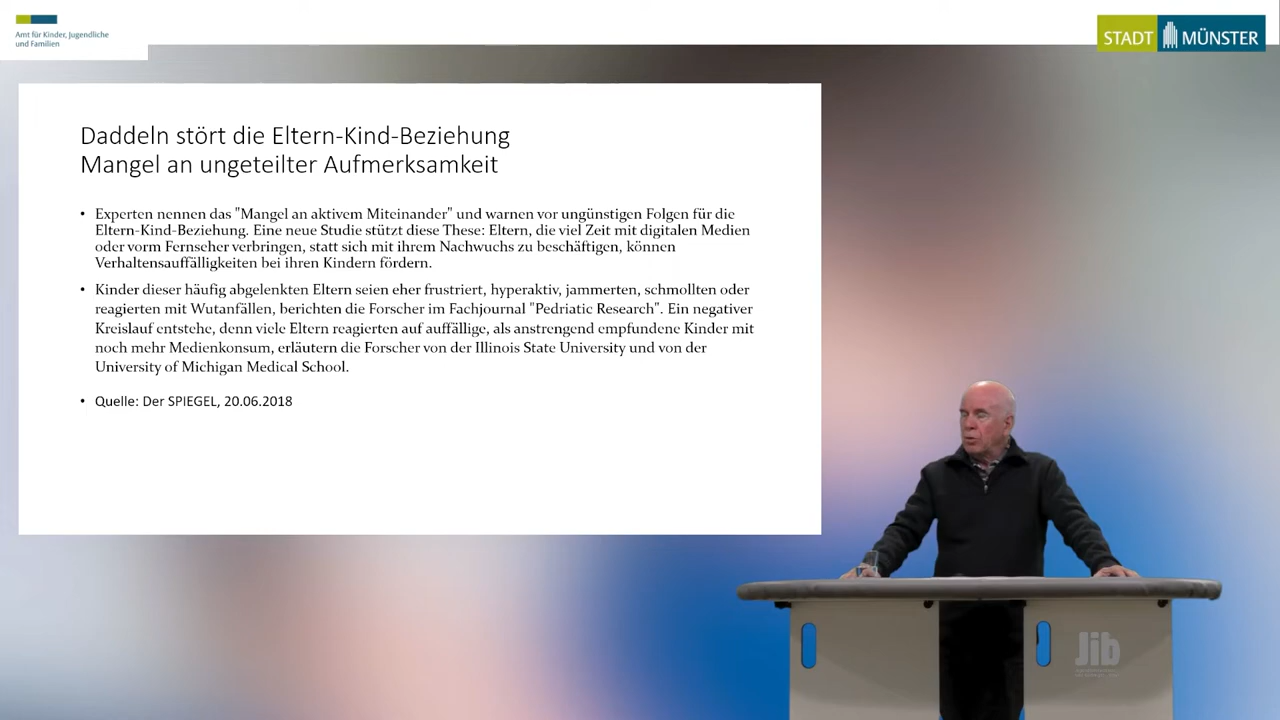 Amt für Kinder, Jugendliche
und Familien
STADT MÜNSTER
Daddeln stört die Eltern-Kind-Beziehung
Mangel an ungeteilter Aufmerksamkeit
• Experten nennen das "Mangel an aktivem Miteinander" und warnen vor ungünstigen Folgen für die
Eltern-Kind-Beziehung. Eine neue Studie stützt diese These: Eltern, die viel Zeit mit digitalen Medien
oder vorm Fernseher verbringen, statt sich mit ihrem Nachwuchs zu beschäftigen, können
Verhaltensauffälligkeiten bei ihren Kindern fördern.
• Kinder dieser häufig abgelenkten Eltern seien eher frustriert, hyperaktiv, jammerten, schmollten oder
reagierten mit Wutanfällen, berichten die Forscher im Fachjournal "Pedriatic Research". Ein negativer
Kreislauf entstehe, denn viele Eltern reagierten auf auffällige, als anstrengend empfundene Kinder mit
noch mehr Medienkonsum, erläutern die Forscher von der Illinois State University und von der
University of Michigan Medical School.
• Quelle: Der SPIEGEL, 20.06.2018
Jib